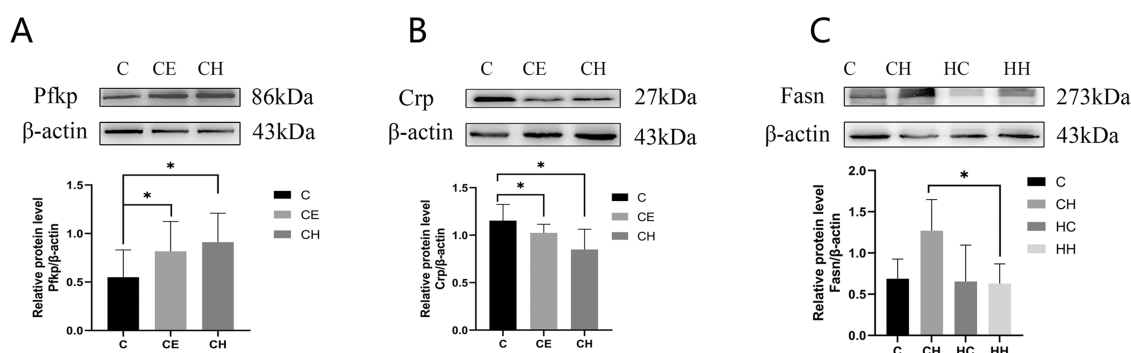 A
C CE CH
Pfkp 86kDa
β-actin 43kDa
*
*
1.5
1.0
0.5
0.0
Relative protein level
Pfkp/β-actin
C CE CH
C
CE
CH
B
C CE CH
Crp 27kDa
β-actin 43kDa
*
*
1.5
1.0
0.5
0.0
Relative protein level
Crp/β-actin
C CE CH
C
CE
CH
C
C CH HC HH
Fasn 273kDa
β-actin 43kDa
*
2.0
1.5
1.0
0.5
0.0
Relative protein level
Fasn/β-actin
C CH HC HH
C
CH
HC
HH